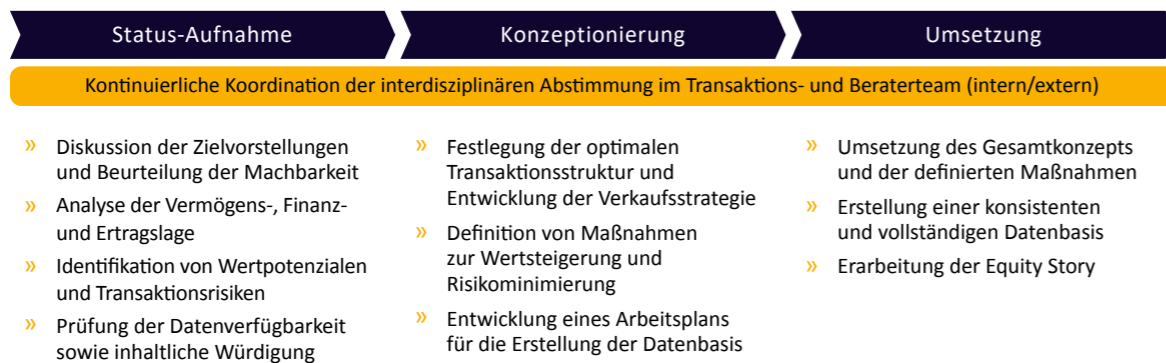 Status-Aufnahme
Konzeptionierung
Umsetzung
Kontinuierliche Koordination der interdisziplinären Abstimmung im Transaktions- und Beraterteam (intern/extern)
» Diskussion der Zielvorstellungen
und Beurteilung der Machbarkeit
» Analyse der Vermögens-, Finanz-
und Ertragslage
» Identifikation von Wertpotenzialen
und Transaktionsrisiken
» Prüfung der Datenverfügbarkeit
sowie inhaltliche Würdigung
» Festlegung der optimalen
Transaktionsstruktur und
Entwicklung der Verkaufsstrategie
» Definition von Maßnahmen
zur Wertsteigerung und
Risikominimierung
» Entwicklung eines Arbeitsplans
für die Erstellung der Datenbasis
» Umsetzung des Gesamtkonzepts
und der definierten Maßnahmen
» Erstellung einer konsistenten
und vollständigen Datenbasis
» Erarbeitung der Equity Story